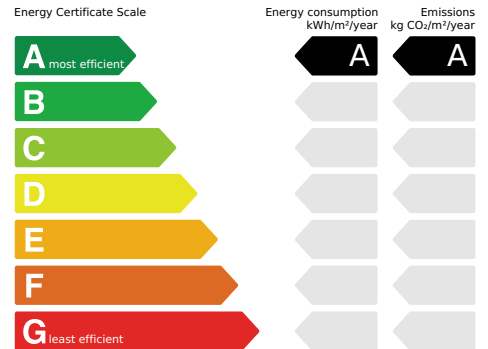 Energy Certificate Scale
Energy consumption
kWh/m²/year
Emissions
kg CO₂/m²/year
A most efficient
A
A
B
C
D
E
F
G least efficient